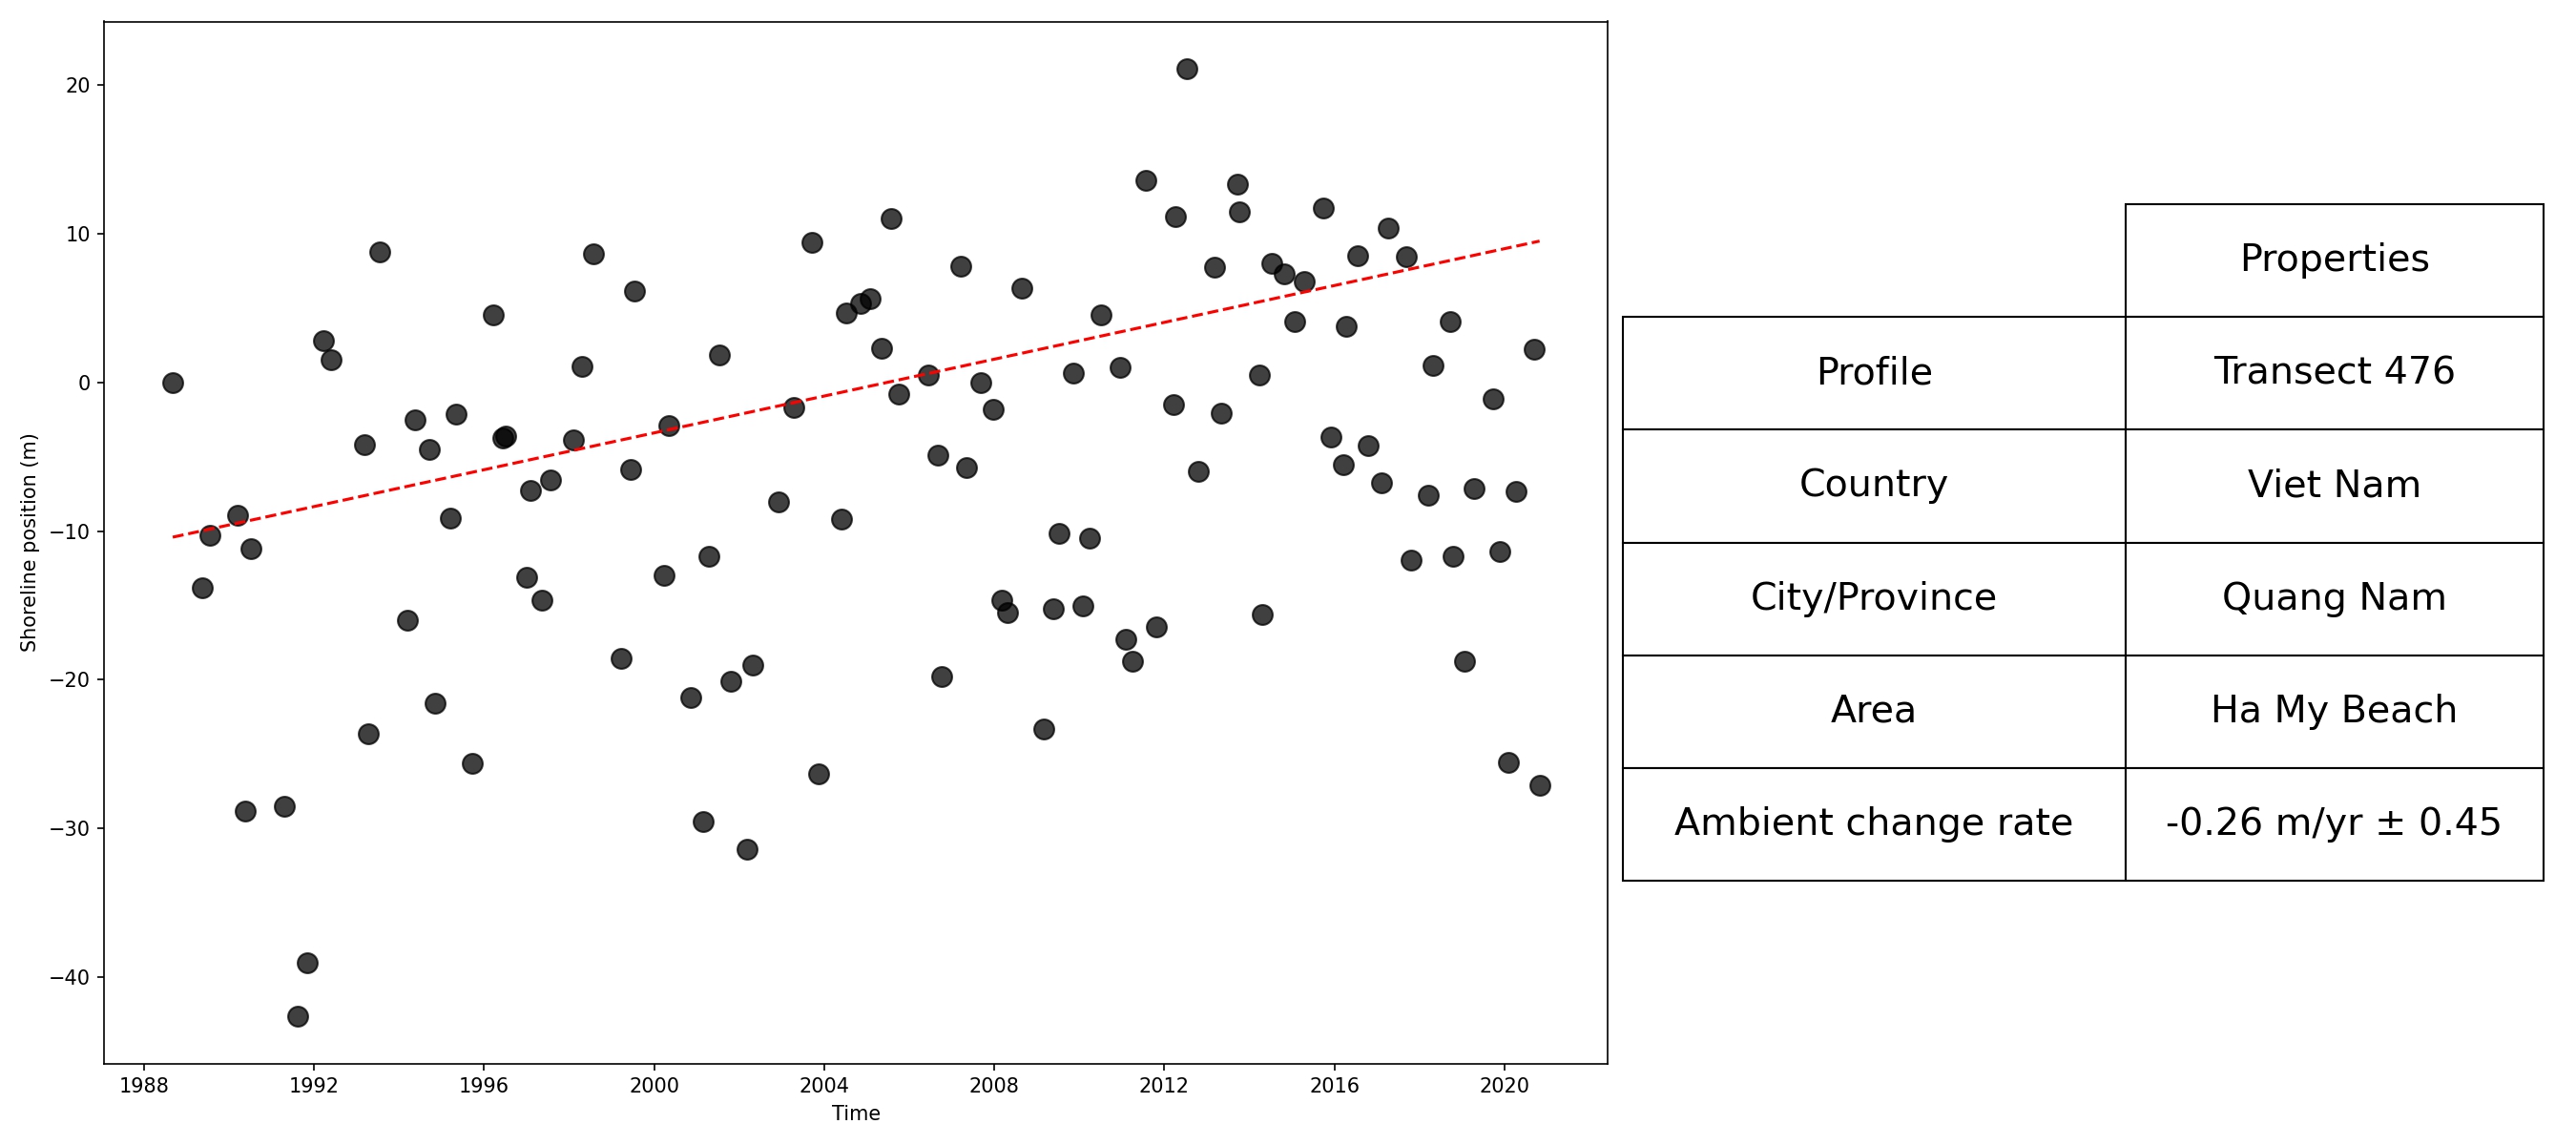 20
10
0
−10
−20
−30
−40
Shoreline position (m)
1988 1992 1996 2000 2004 2008 2012 2016 2020
Time
Properties
Profile Transect 476
Country Viet Nam
City/Province Quang Nam
Area Ha My Beach
Ambient change rate -0.26 m/yr ± 0.45